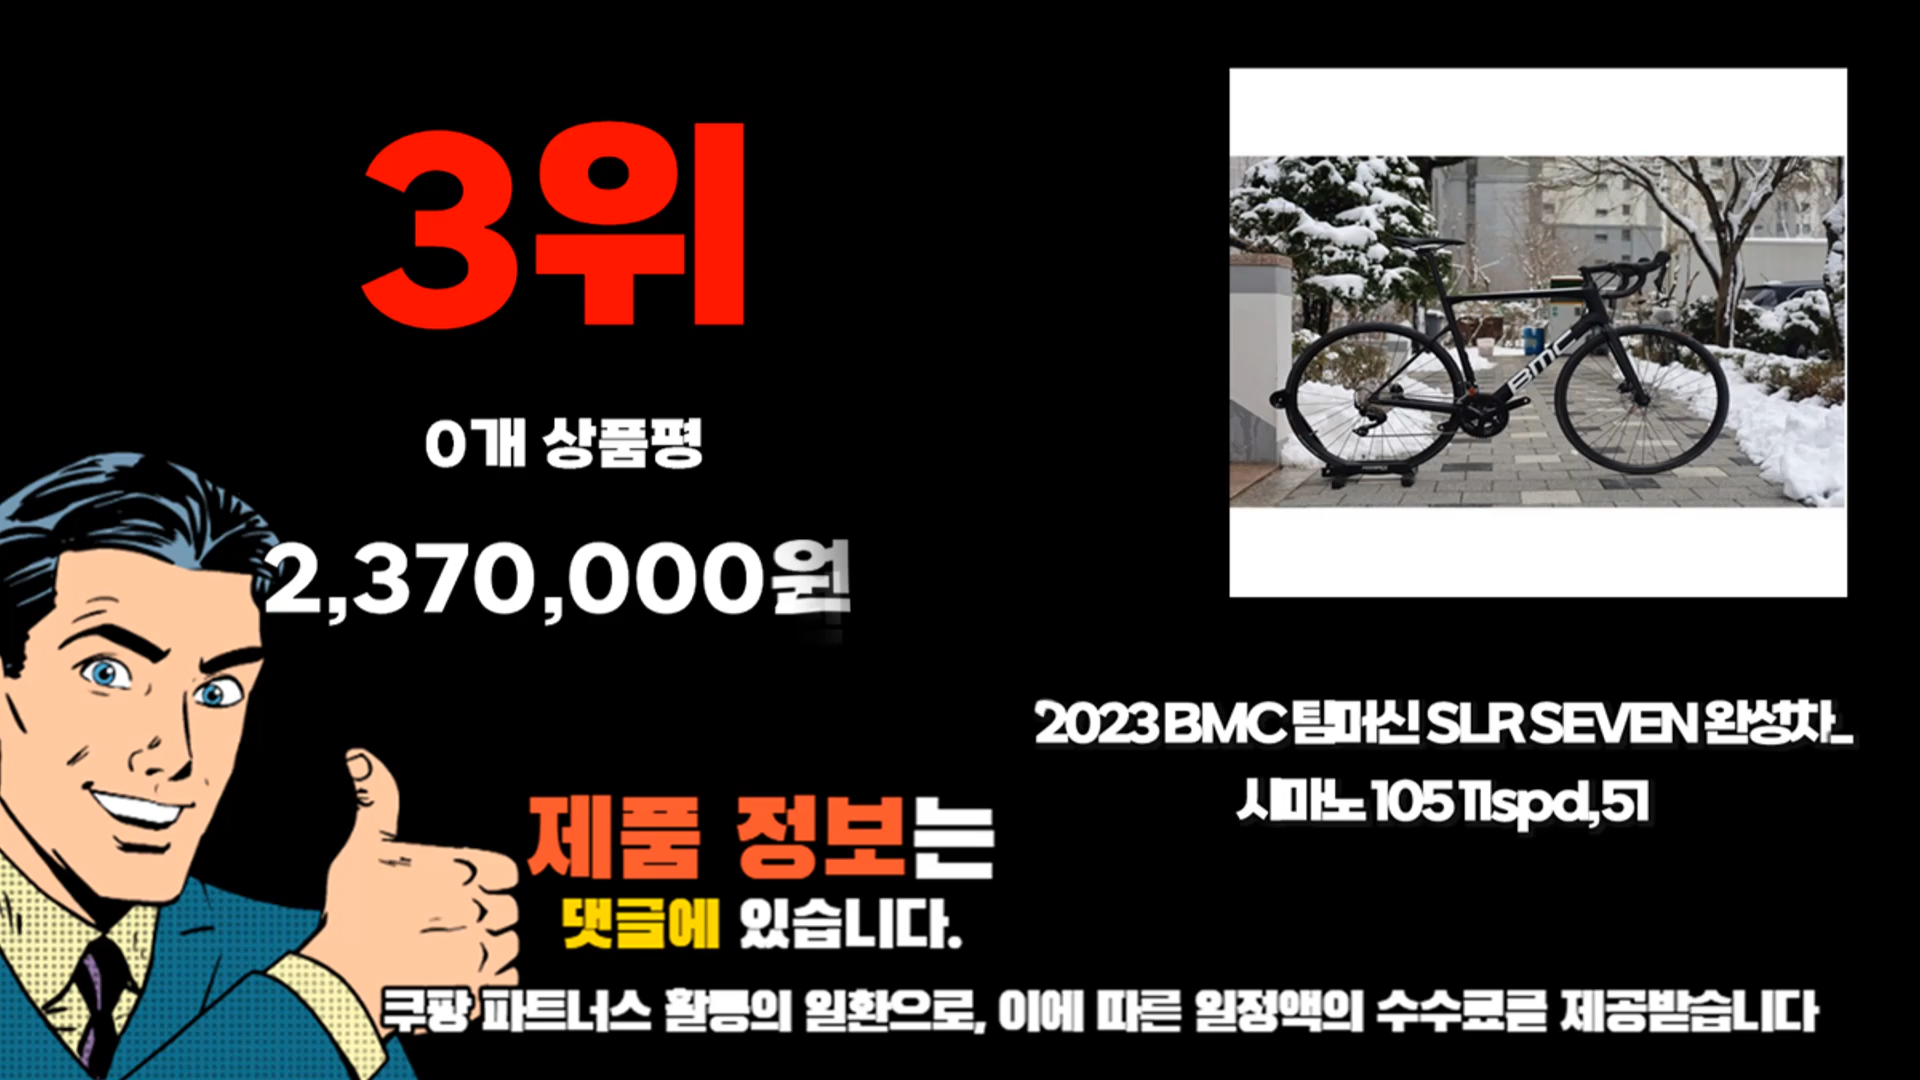 3위
0개 상품평
2,370,000원
BMC
2023 BMC 팀머신 SLR SEVEN 완성차_
시마노 105 11spd, 51
제품 정보는
댓글에 있습니다.
쿠팡 파트너스 활동의 일환으로, 이에 따른 일정액의 수수료를 제공받습니다